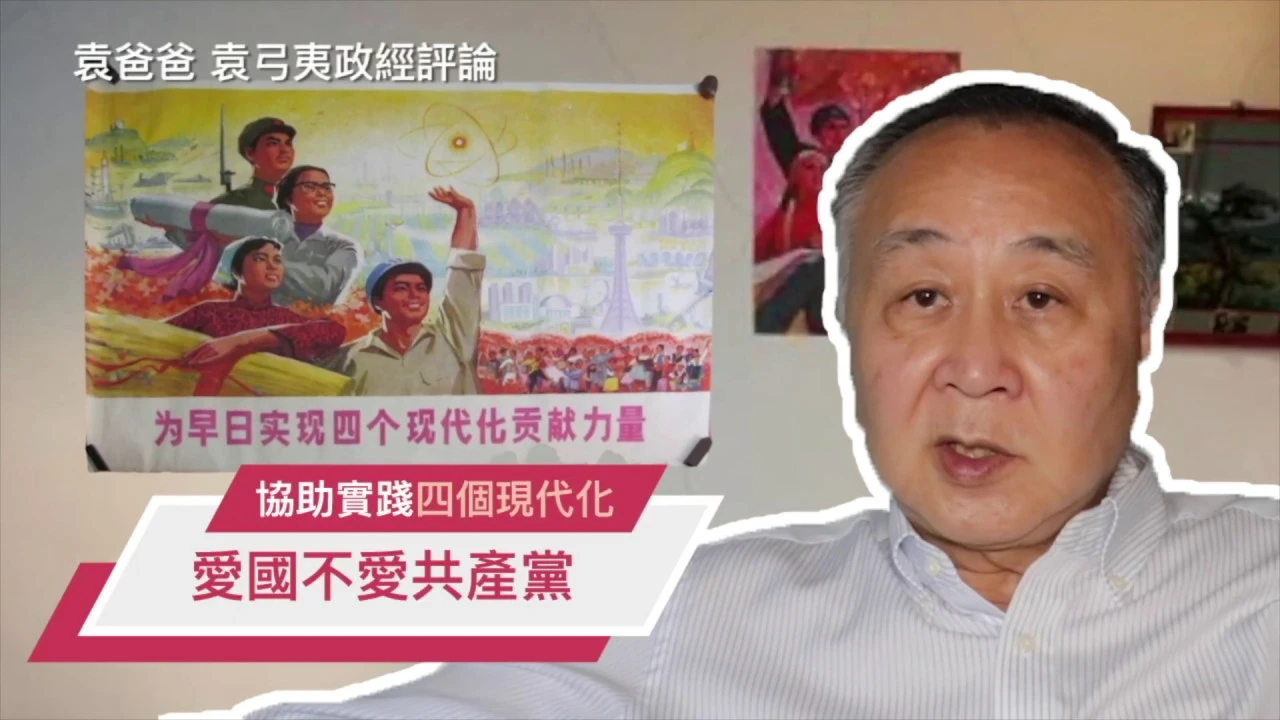 袁爸爸 袁弓夷政經評論
为早日实现四个现代化贡献力量
協助實踐四個現代化
愛國不愛共產黨